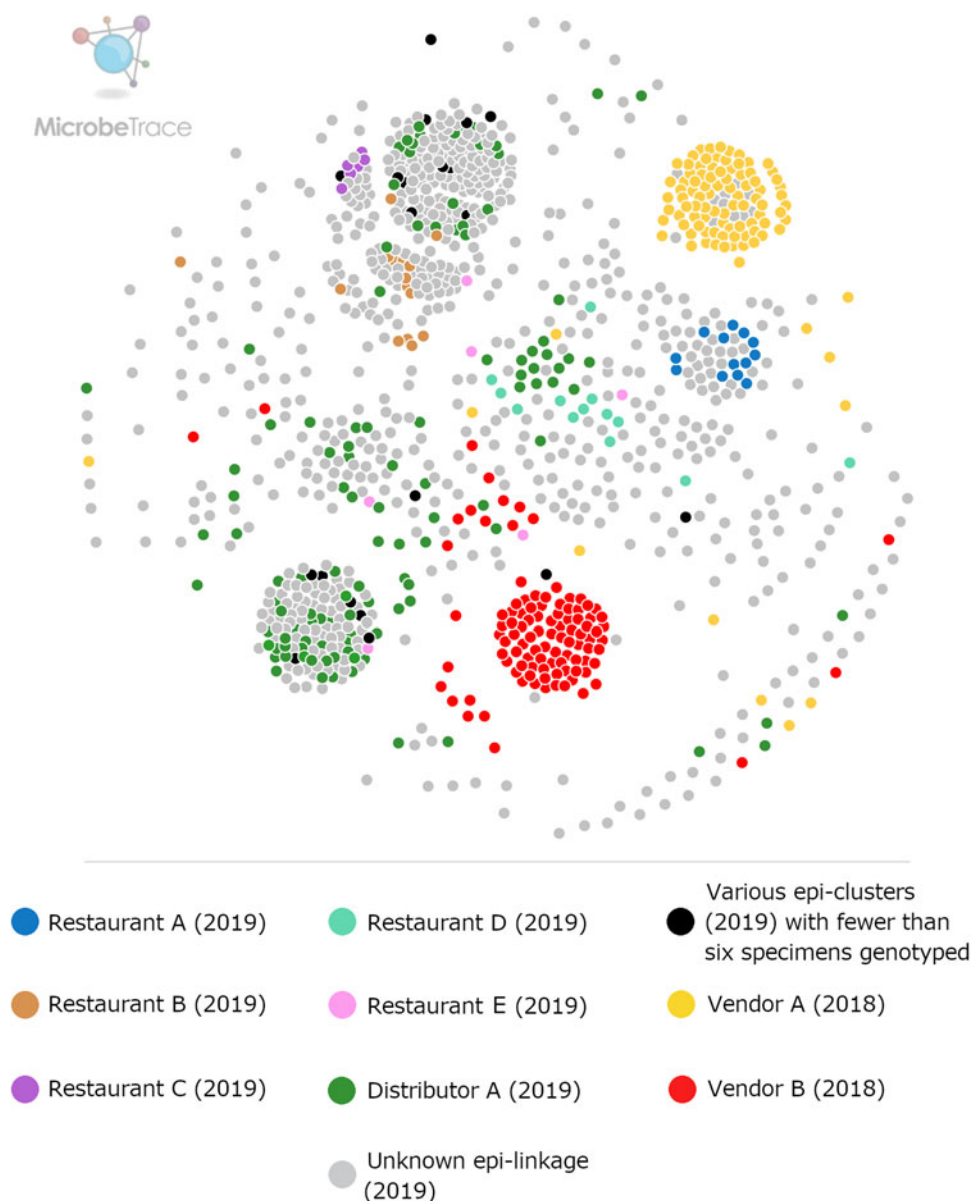 MicrobeTrace
Restaurant A (2019)
Restaurant D (2019)
Various epi-clusters
(2019) with fewer than
six specimens genotyped
Restaurant B (2019)
Restaurant E (2019)
Vendor A (2018)
Restaurant C (2019)
Distributor A (2019)
Vendor B (2018)
Unknown epi-linkage
(2019)